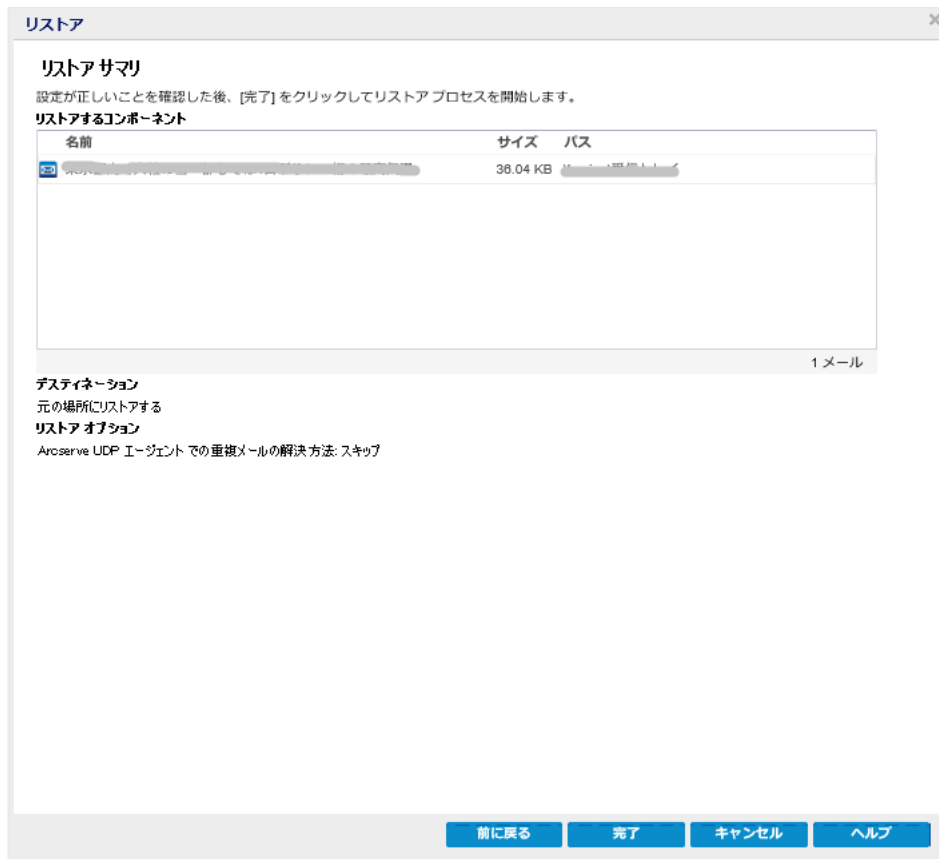 リストア
リストア サマリ
設定が正しいことを確認した後、[完了] をクリックしてリストア プロセスを開始します。
リストアするコンポーネント
名前 サイズ パス
36.04 KB
1 メール
デスティネーション
元の場所にリストアする
リストア オプション
Arcserve UDP エージェント での重複メールの解決方法: スキップ
前に戻る 完了 キャンセル ヘルプ